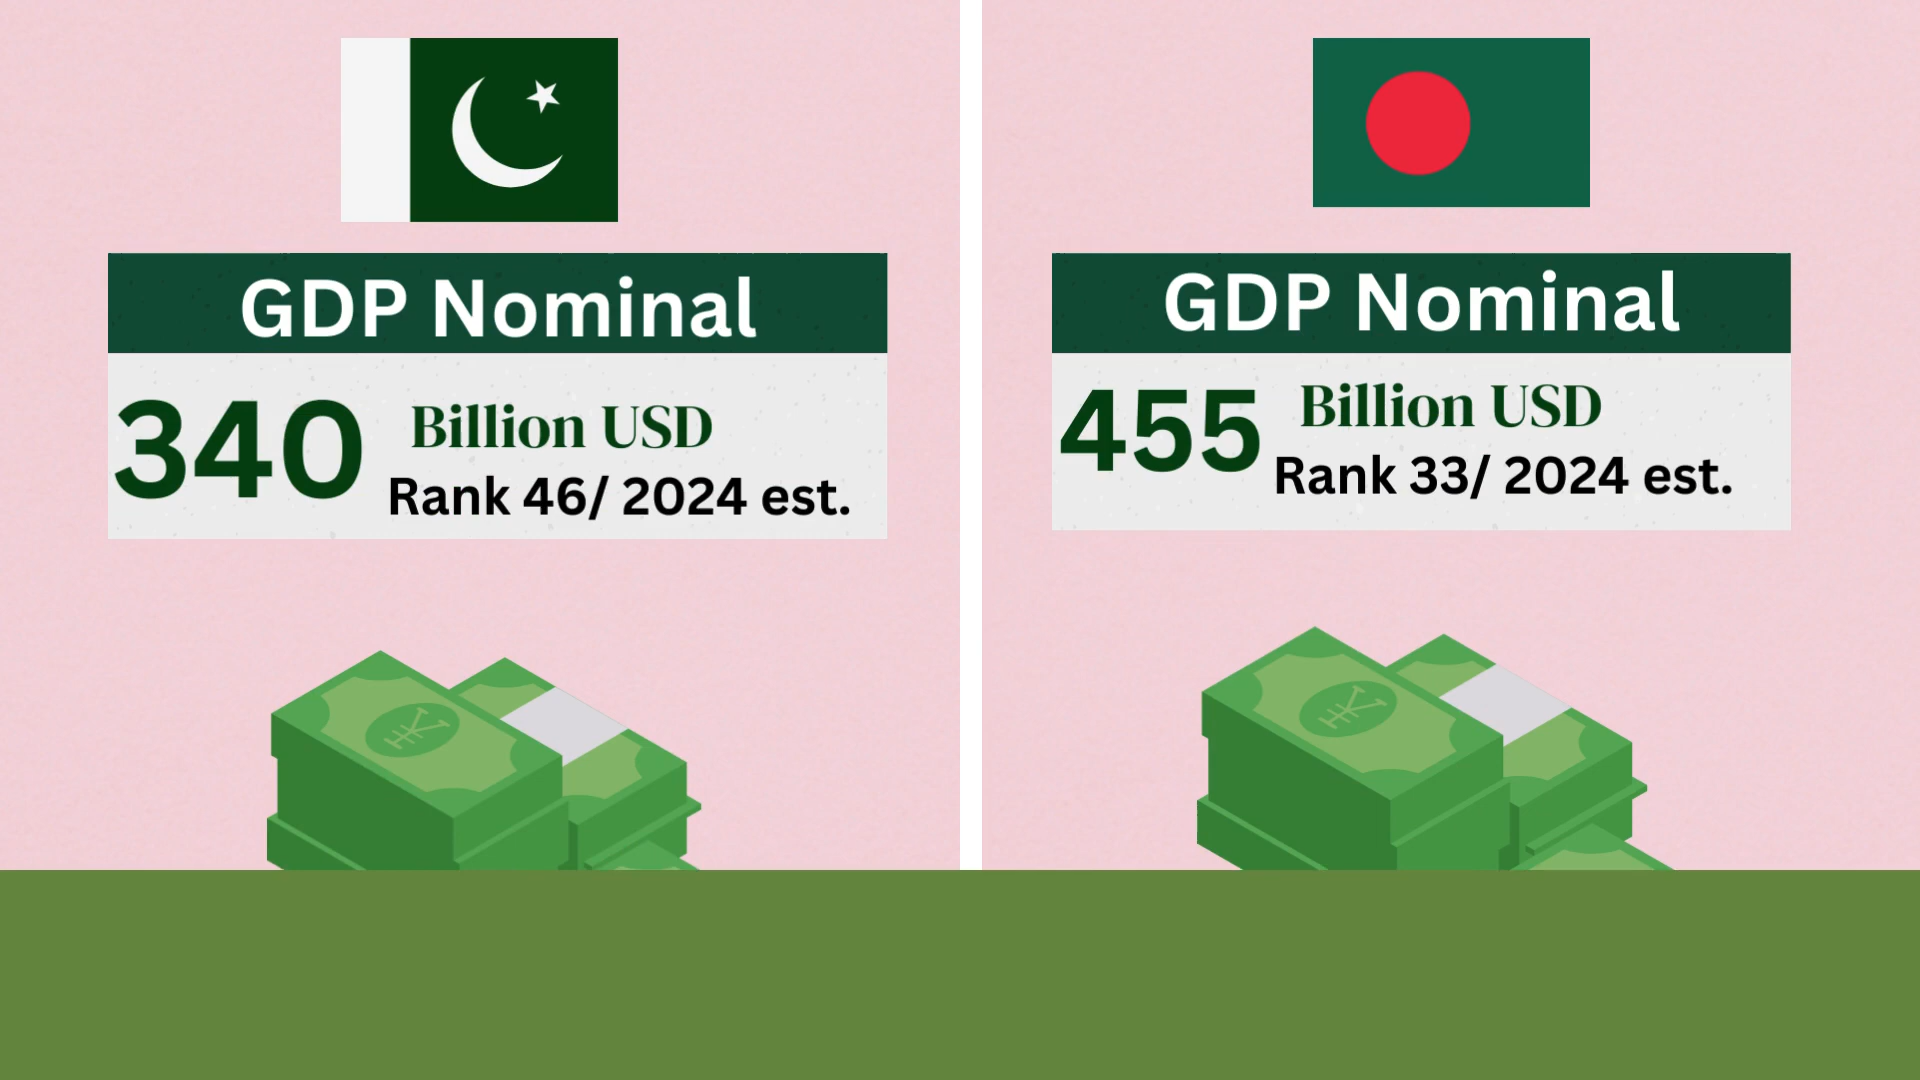 GDP Nominal
340 Billion USD
Rank 46/ 2024 est.
GDP Nominal
455 Billion USD
Rank 33/ 2024 est.